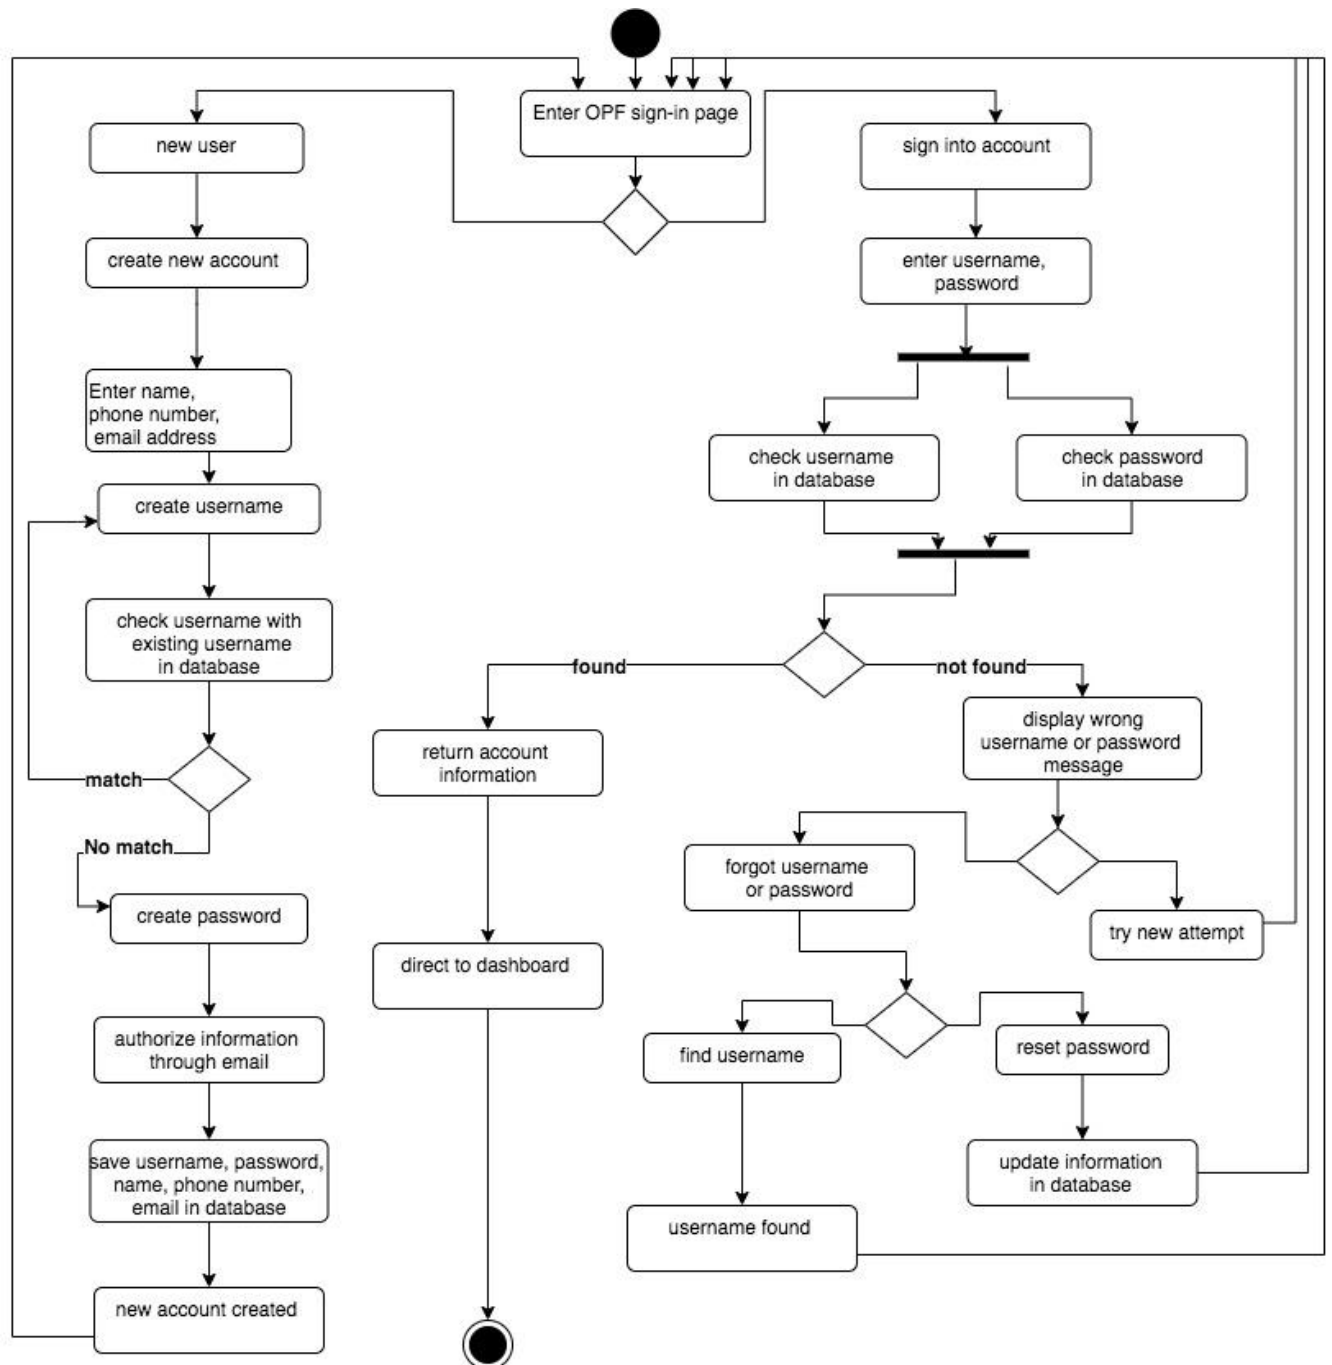 Enter OPF sign-in page
new user
sign into account
create new account
enter username,
password
Enter name,
phone number,
email address
check username
in database
check password
in database
create username
check username with
existing username
in database
found
not found
display wrong
username or password
message
return account
information
match
No match
forgot username
or password
create password
try new attempt
direct to dashboard
authorize information
through email
find username
reset password
save username, password,
name, phone number,
email in database
update information
in database
username found
new account created